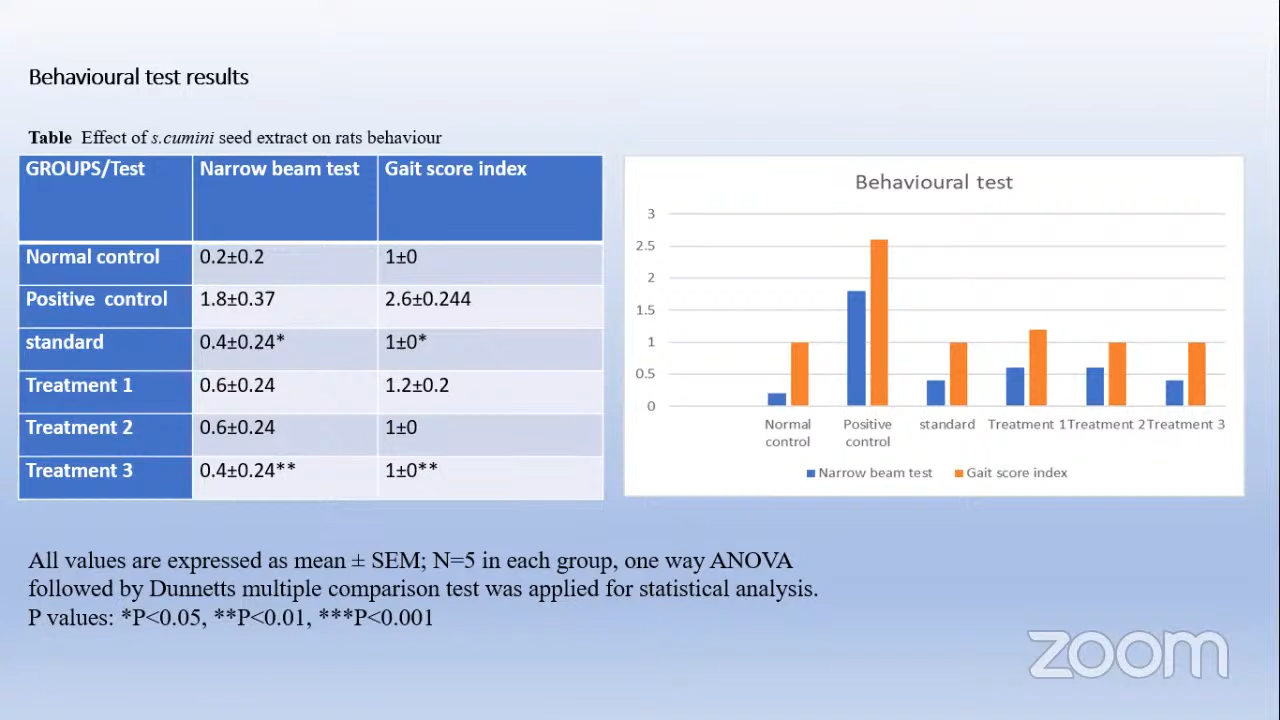 Behavioural test results
Table Effect of s.cumini seed extract on rats behaviour
GROUPS/Test Narrow beam test Gait score index
Normal control 0.2±0.2 1±0
Positive control 1.8±0.37 2.6±0.244
standard 0.4±0.24* 1±0*
Treatment 1 0.6±0.24 1.2±0.2
Treatment 2 0.6±0.24 1±0
Treatment 3 0.4±0.24** 1±0**
Behavioural test
3
2.5
2
1.5
1
0.5
0
Normal control Positive control standard Treatment 1 Treatment 2 Treatment 3
Narrow beam test Gait score index
All values are expressed as mean ± SEM; N=5 in each group, one way ANOVA
followed by Dunnetts multiple comparison test was applied for statistical analysis.
P values: *P<0.05, **P<0.01, ***P<0.001
zoom